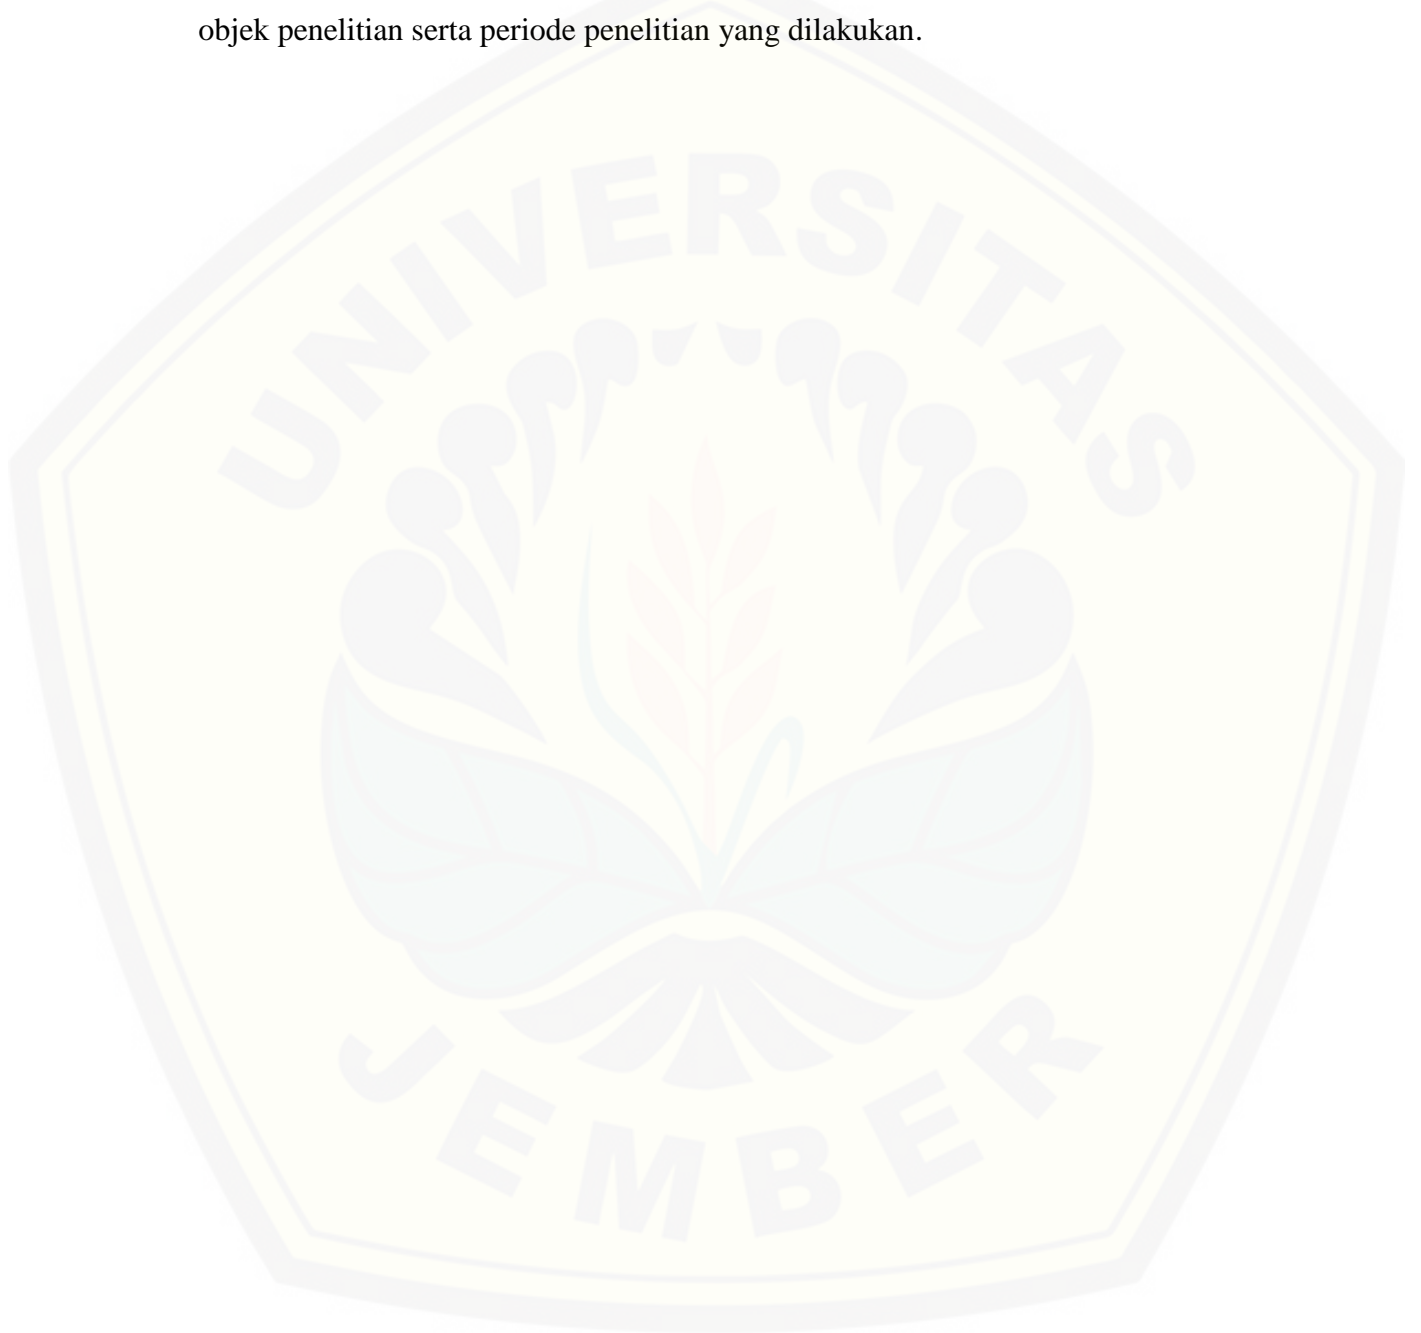 objek penelitian serta periode penelitian yang dilakukan.
UNIVERSITAS
JEMBER